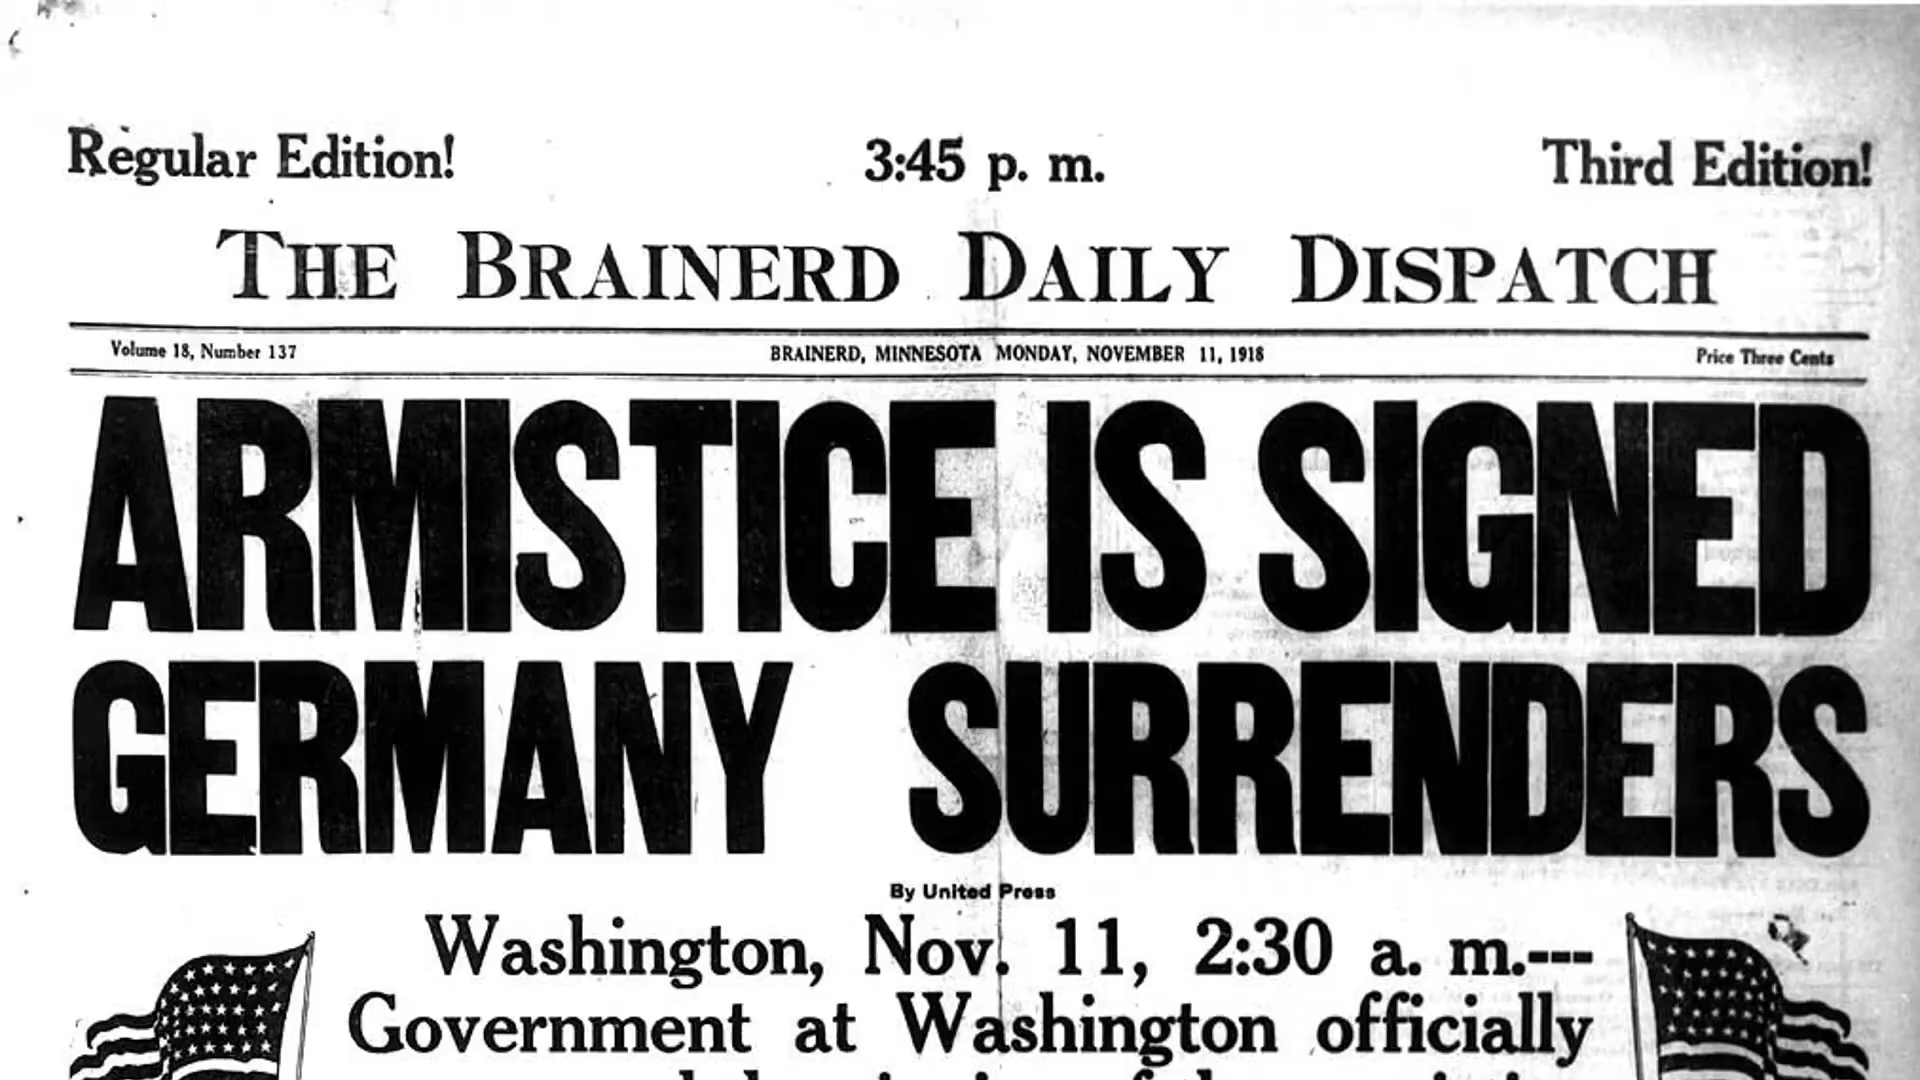 Regular Edition! 3:45 p. m. Third Edition!
THE BRAINERD DAILY DISPATCH
Volume 18, Number 137 BRAINERD, MINNESOTA MONDAY, NOVEMBER 11, 1918 Price Three Cents
ARMISTICE IS SIGNED
GERMANY SURRENDERS
By United Press
Washington, Nov. 11, 2:30 a. m.---
Government at Washington officially